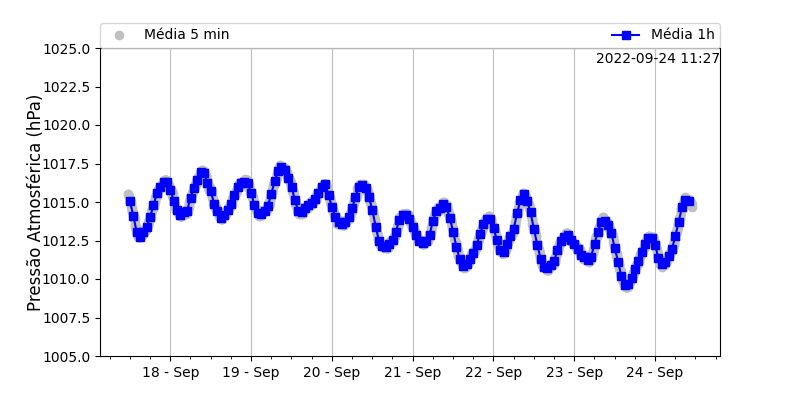 Média 5 min
Média 1h
2022-09-24 11:27
Pressão Atmosférica (hPa)
1025.0
1022.5
1020.0
1017.5
1015.0
1012.5
1010.0
1007.5
1005.0
18 - Sep
19 - Sep
20 - Sep
21 - Sep
22 - Sep
23 - Sep
24 - Sep